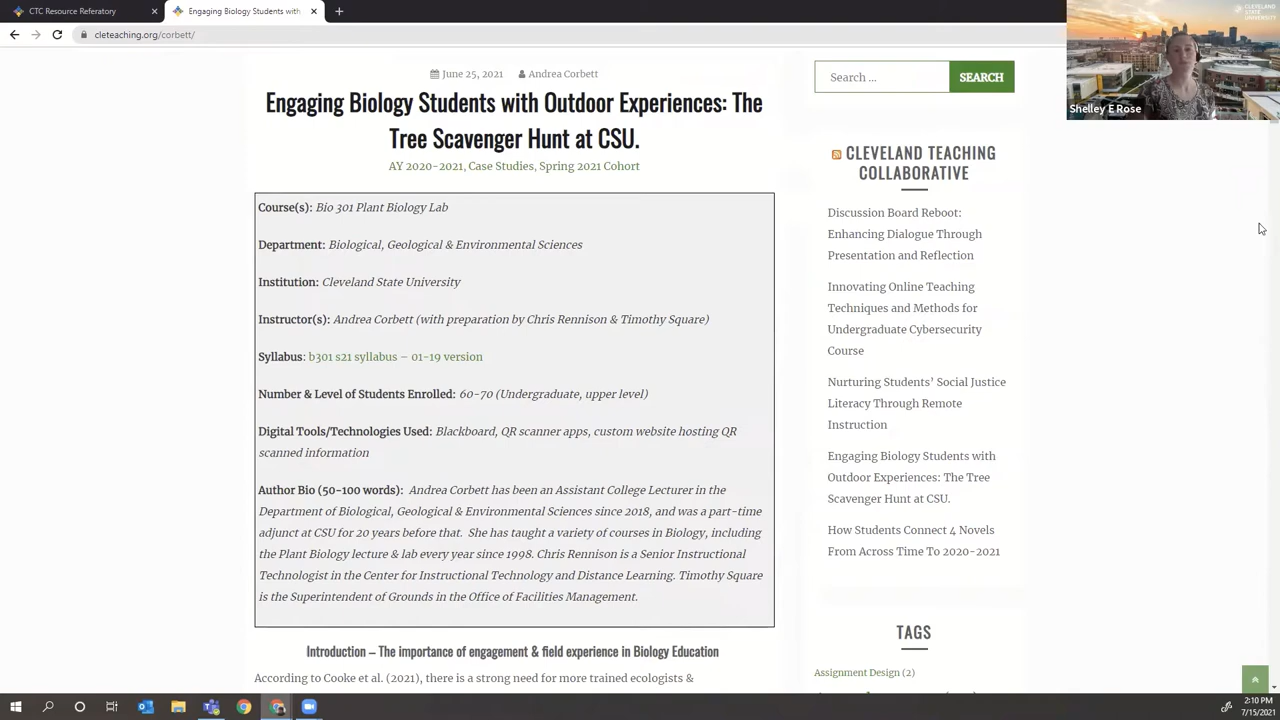 CTC Resource Referatory
Engaging Biology Students with
cleteaching.org/corbett/
CLEVELAND
STATE
UNIVERSITY
Shelley E Rose
June 25, 2021 Andrea Corbett
Engaging Biology Students with Outdoor Experiences: The
Tree Scavenger Hunt at CSU.
AY 2020-2021, Case Studies, Spring 2021 Cohort
Course(s): Bio 301 Plant Biology Lab
Department: Biological, Geological & Environmental Sciences
Institution: Cleveland State University
Instructor(s): Andrea Corbett (with preparation by Chris Rennison & Timothy Square)
Syllabus: b301 s21 syllabus – 01-19 version
Number & Level of Students Enrolled: 60-70 (Undergraduate, upper level)
Digital Tools/Technologies Used: Blackboard, QR scanner apps, custom website hosting QR
scanned information
Author Bio (50-100 words): Andrea Corbett has been an Assistant College Lecturer in the
Department of Biological, Geological & Environmental Sciences since 2018, and was a part-time
adjunct at CSU for 20 years before that. She has taught a variety of courses in Biology, including
the Plant Biology lecture & lab every year since 1998. Chris Rennison is a Senior Instructional
Technologist in the Center for Instructional Technology and Distance Learning. Timothy Square
is the Superintendent of Grounds in the Office of Facilities Management.
Introduction – The importance of engagement & field experience in Biology Education
According to Cooke et al. (2021), there is a strong need for more trained ecologists &
Search …
SEARCH
CLEVELAND TEACHING
COLLABORATIVE
Discussion Board Reboot:
Enhancing Dialogue Through
Presentation and Reflection
Innovating Online Teaching
Techniques and Methods for
Undergraduate Cybersecurity
Course
Nurturing Students' Social Justice
Literacy Through Remote
Instruction
Engaging Biology Students with
Outdoor Experiences: The Tree
Scavenger Hunt at CSU.
How Students Connect 4 Novels
From Across Time To 2020-2021
TAGS
Assignment Design (2)
2:10 PM
7/15/2021